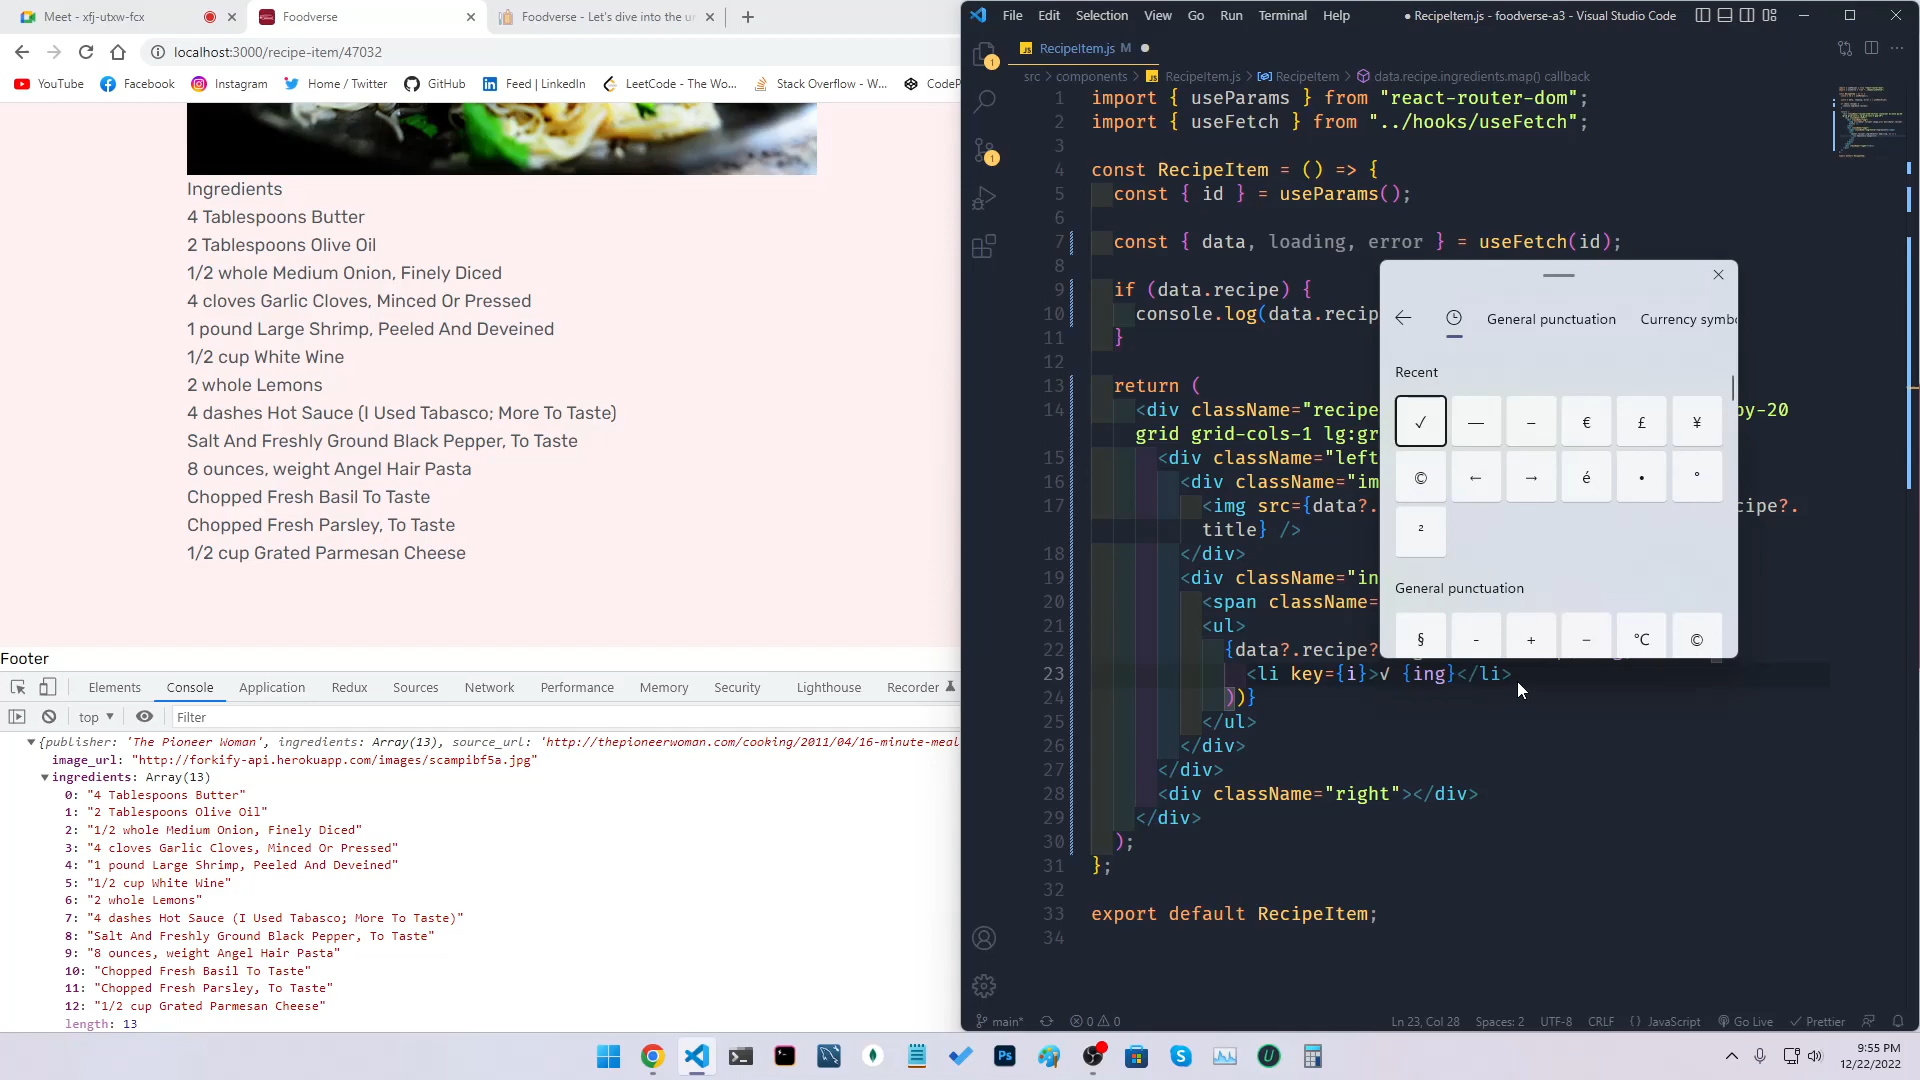 Meet - xfj-utxw-fcx
Foodverse
Foodverse - Let's dive into the u
localhost:3000/recipe-item/47032
YouTube
Facebook
Instagram
Home / Twitter
GitHub
Feed | LinkedIn
LeetCode - The Wo...
Stack Overflow - W...
CodeP
Ingredients
4 Tablespoons Butter
2 Tablespoons Olive Oil
1/2 whole Medium Onion, Finely Diced
4 cloves Garlic Cloves, Minced Or Pressed
1 pound Large Shrimp, Peeled And Deveined
1/2 cup White Wine
2 whole Lemons
4 dashes Hot Sauce (I Used Tabasco; More To Taste)
Salt And Freshly Ground Black Pepper, To Taste
8 ounces, weight Angel Hair Pasta
Chopped Fresh Basil To Taste
Chopped Fresh Parsley, To Taste
1/2 cup Grated Parmesan Cheese
Footer
Elements Console Application Redux Sources Network Performance Memory Security Lighthouse Recorder
top Filter
{publisher: 'The Pioneer Woman', ingredients: Array(13), source_url: 'http://thepioneerwoman.com/cooking/2011/04/16-minute-meal
image_url: "http://forkify-api.herokuapp.com/images/scampibf5a.jpg"
ingredients: Array(13)
0: "4 Tablespoons Butter"
1: "2 Tablespoons Olive Oil"
2: "1/2 whole Medium Onion, Finely Diced"
3: "4 cloves Garlic Cloves, Minced Or Pressed"
4: "1 pound Large Shrimp, Peeled And Deveined"
5: "1/2 cup White Wine"
6: "2 whole Lemons"
7: "4 dashes Hot Sauce (I Used Tabasco; More To Taste)"
8: "Salt And Freshly Ground Black Pepper, To Taste"
9: "8 ounces, weight Angel Hair Pasta"
10: "Chopped Fresh Basil To Taste"
11: "Chopped Fresh Parsley, To Taste"
12: "1/2 cup Grated Parmesan Cheese"
length: 13
File Edit Selection View Go Run Terminal Help
● RecipeItem.js - foodverse-a3 - Visual Studio Code
JS RecipeItem.js M ●
src > components > JS RecipeItem.js > RecipeItem > data.recipe.ingredients.map() callback
1 import { useParams } from "react-router-dom";
2 import { useFetch } from "../hooks/useFetch";
3
4 const RecipeItem = () => {
5 const { id } = useParams();
6
7 const { data, loading, error } = useFetch(id);
8
9 if (data.recipe) {
10 console.log(data.recip
11 }
12
13 return (
14 <div className="recipe py-20
grid grid-cols-1 lg:gr
15 <div className="left
16 <div className="im
17 <img src={data?. cipe?.
title} />
18 </div>
19 <div className="in
20 <span className=
21 <ul>
22 {data?.recipe?
23 <li key={i}>√ {ing}</li>
24 ))}
25 </ul>
26 </div>
27 </div>
28 <div className="right"></div>
29 </div>
30 );
31 };
32
33 export default RecipeItem;
34
General punctuation Currency symbo
Recent
✓ — – € £ ¥
© ← → é • °
²
General punctuation
§ - + − ℃ ©
main* 0 0
Ln 23, Col 28 Spaces: 2 UTF-8 CRLF {} JavaScript Go Live Prettier
Ps
9:55 PM
12/22/2022